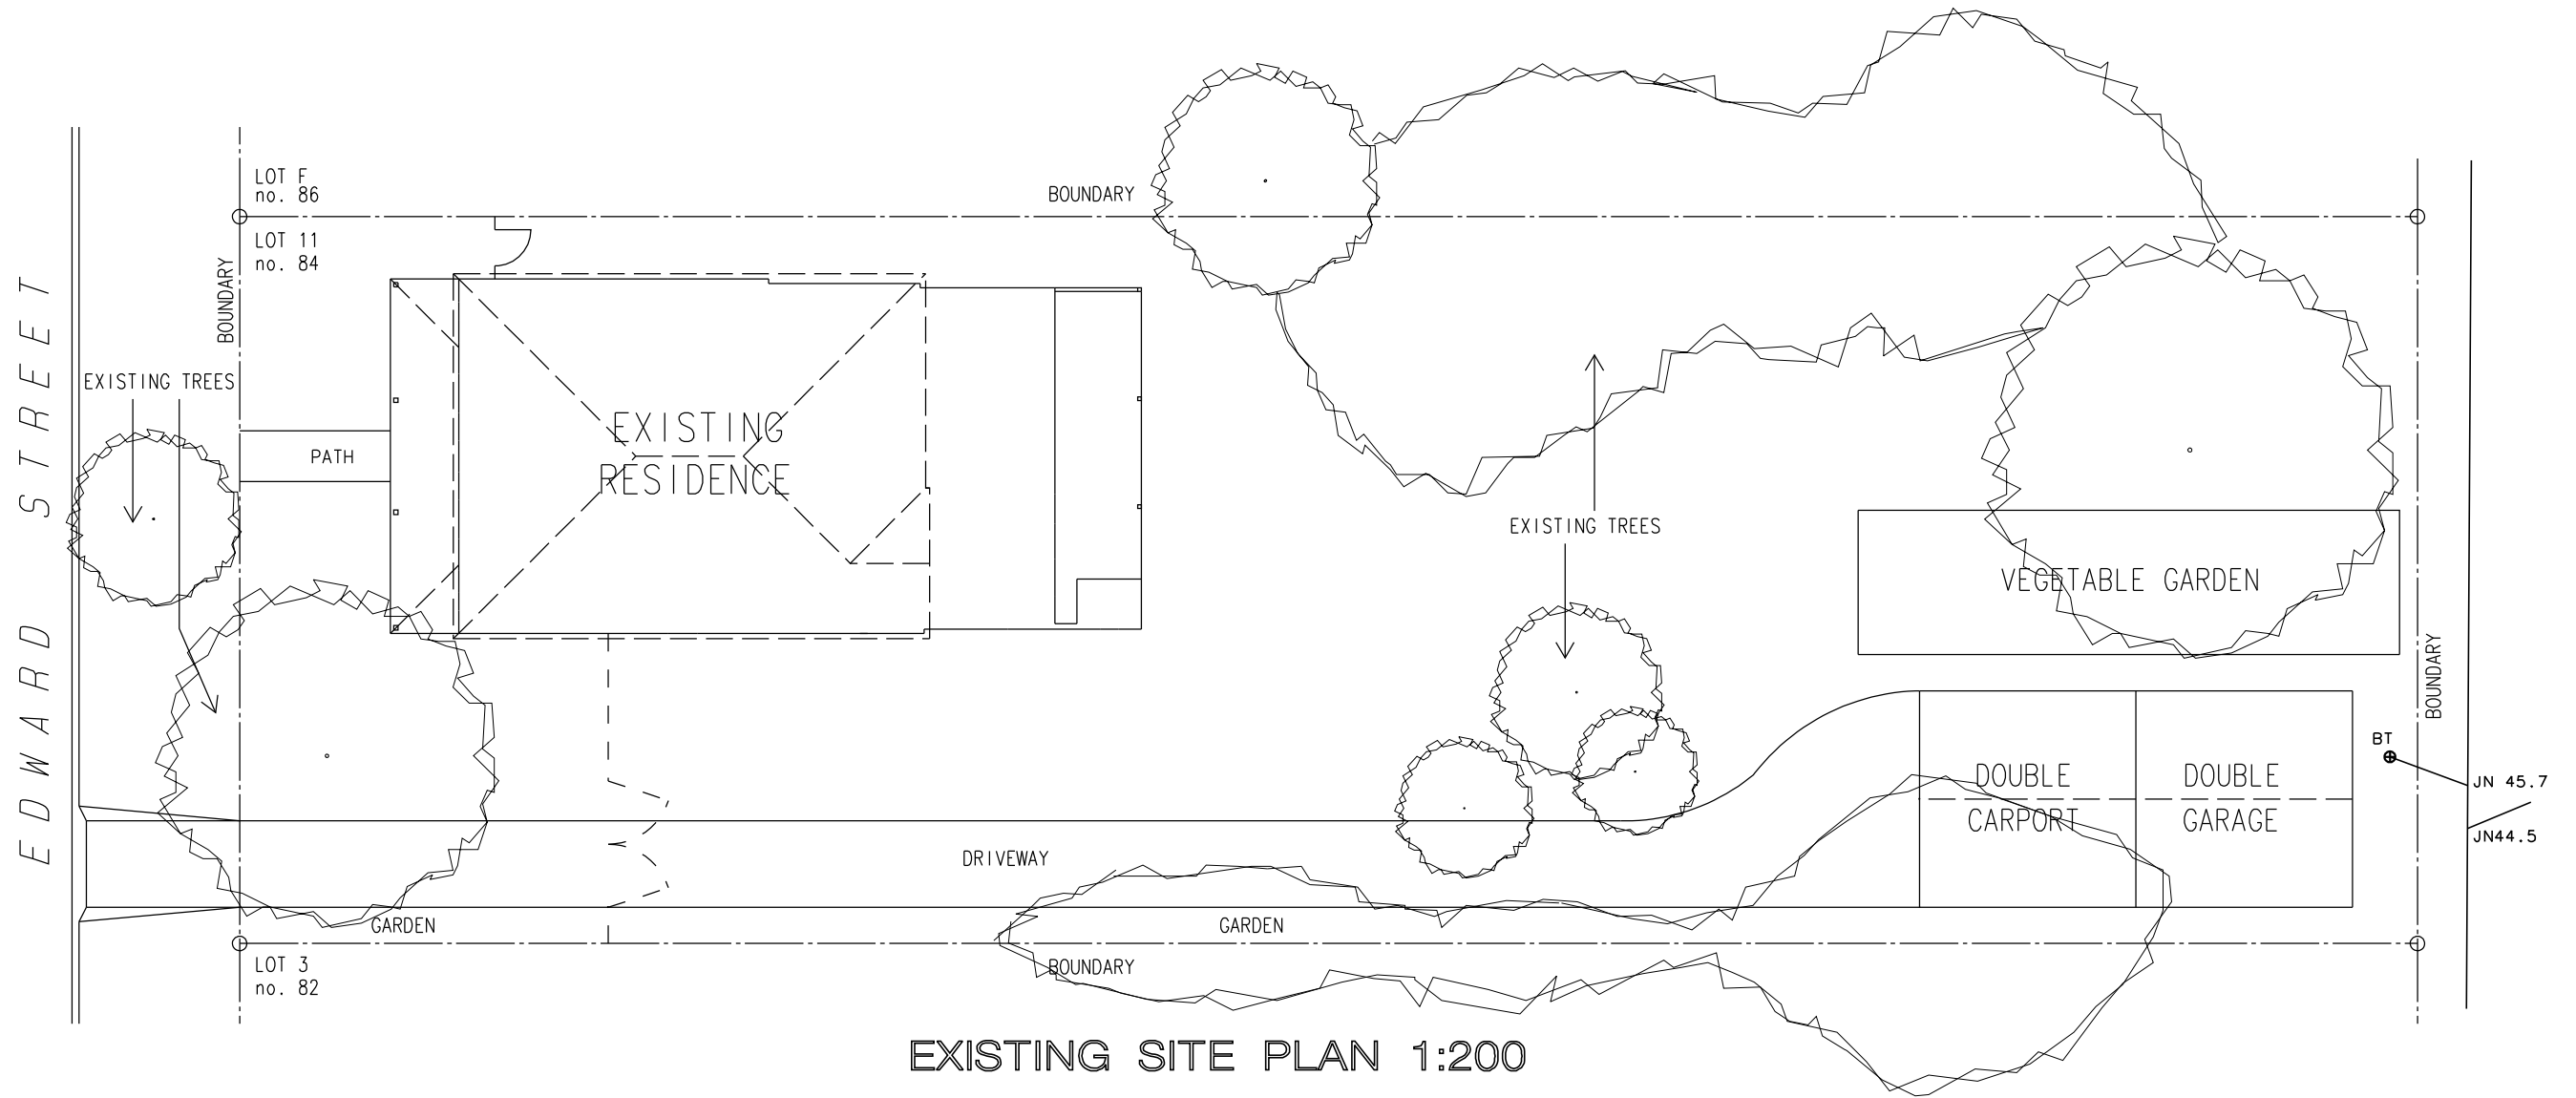 LOT F
no. 86
BOUNDARY
LOT 11
no. 84
BOUNDARY
EDWARD STREET
EXISTING TREES
PATH
EXISTING
RESIDENCE
EXISTING TREES
VEGETABLE GARDEN
BOUNDARY
BT
JN 45.7
JN44.5
DOUBLE
CARPORT
DOUBLE
GARAGE
DRIVEWAY
GARDEN
GARDEN
LOT 3
no. 82
BOUNDARY
EXISTING SITE PLAN 1:200